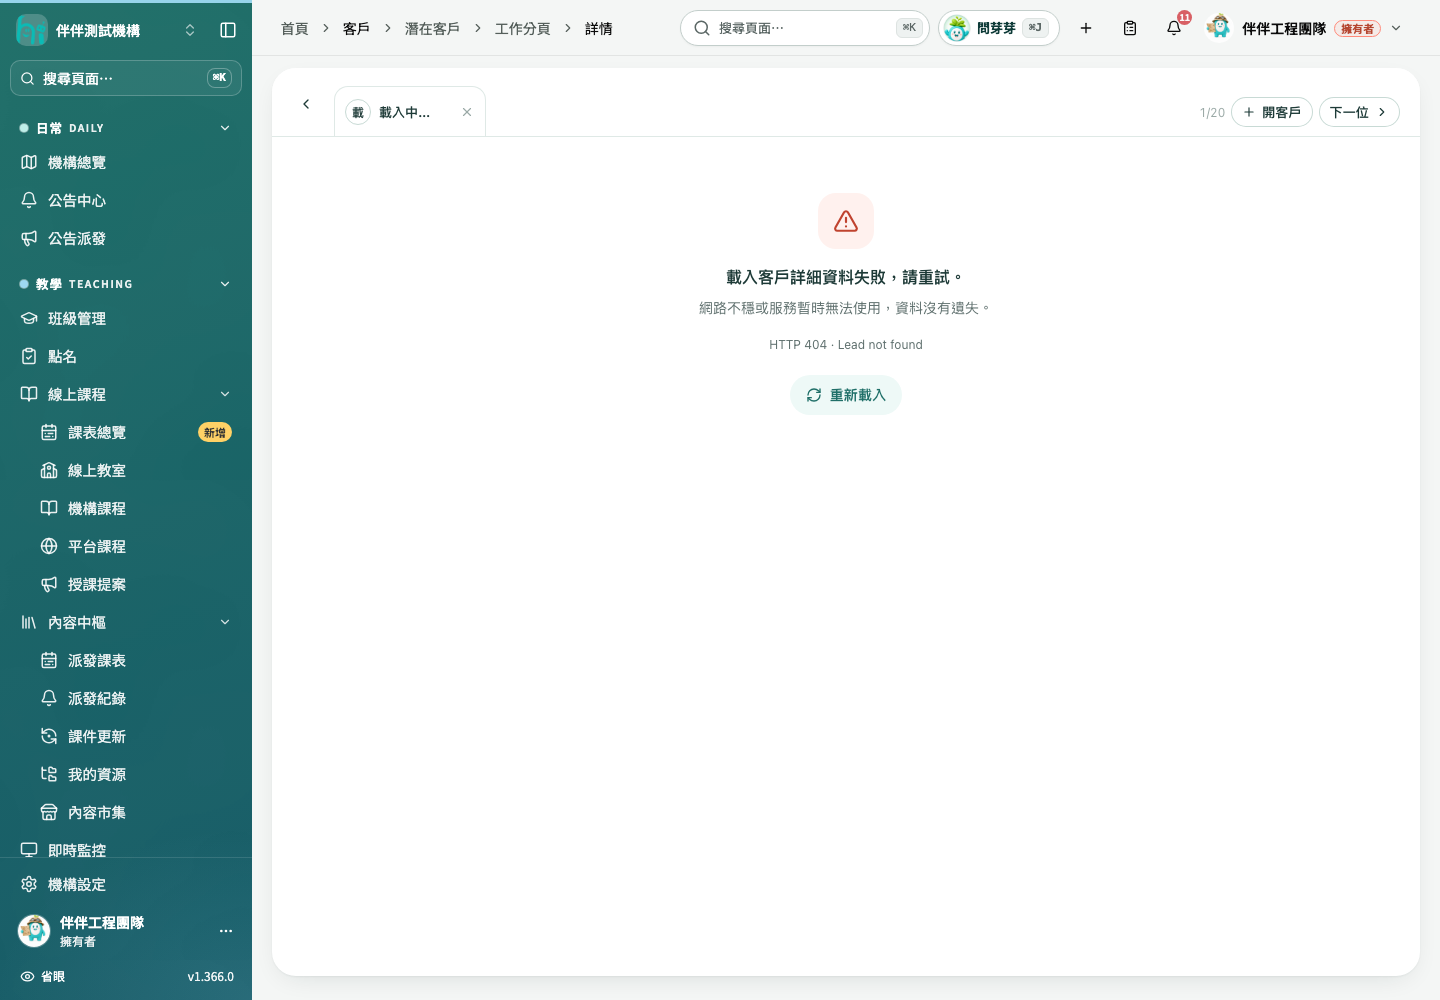 伴伴測試機構
搜尋頁面⋯ ⌘K
日常 DAILY
機構總覽
公告中心
公告派發
教學 TEACHING
班級管理
點名
線上課程
課表總覽 新增
線上教室
機構課程
平台課程
授課提案
內容中樞
派發課表
派發紀錄
課件更新
我的資源
內容市集
即時監控
機構設定
伴伴工程團隊
擁有者
省眼 v1.366.0
首頁 > 客戶 > 潛在客戶 > 工作分頁 > 詳情
搜尋頁面⋯ ⌘K
問芽芽 ⌘J
11
伴伴工程團隊 擁有者
載 載入中...
1/20 + 開客戶 下一位
載入客戶詳細資料失敗，請重試。
網路不穩或服務暫時無法使用，資料沒有遺失。
HTTP 404 · Lead not found
重新載入